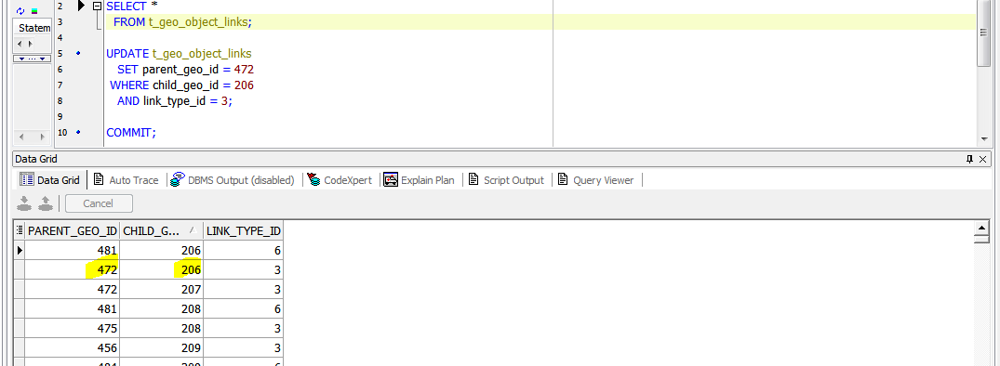 2 SELECT *
Statem
3 FROM t_geo_object_links;
4
5 UPDATE t_geo_object_links
6 SET parent_geo_id = 472
7 WHERE child_geo_id = 206
8 AND link_type_id = 3;
9
10 COMMIT;
Data Grid
Data Grid Auto Trace DBMS Output (disabled) CodeXpert Explain Plan Script Output Query Viewer
Cancel
PARENT_GEO_ID CHILD_G... LINK_TYPE_ID
481 206 6
472 206 3
472 207 3
481 208 6
475 208 3
456 209 3